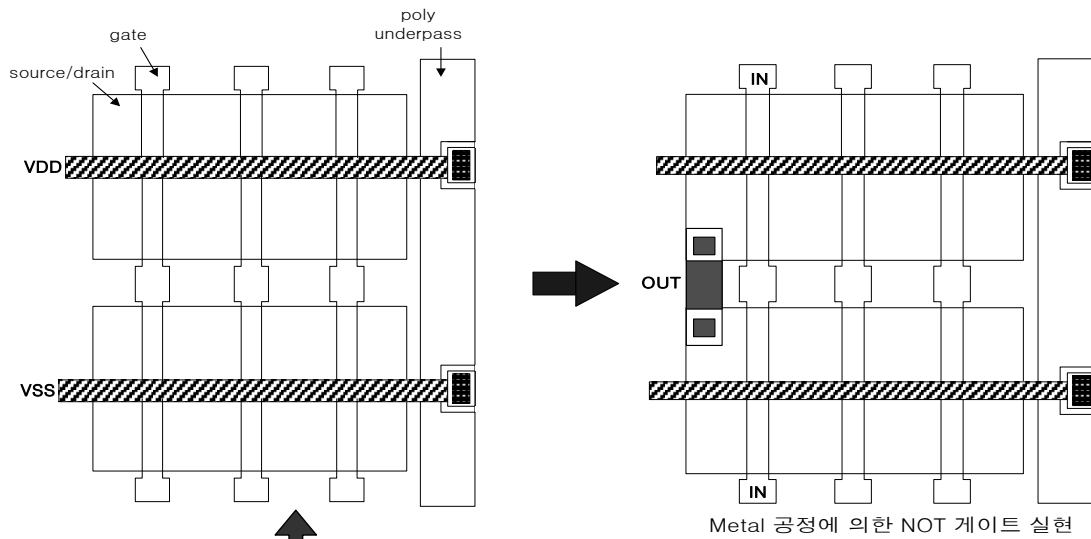 poly
underpass
gate
source/drain
VDD
VSS
IN
OUT
IN
Metal 공정에 의한 NOT 게이트 실현